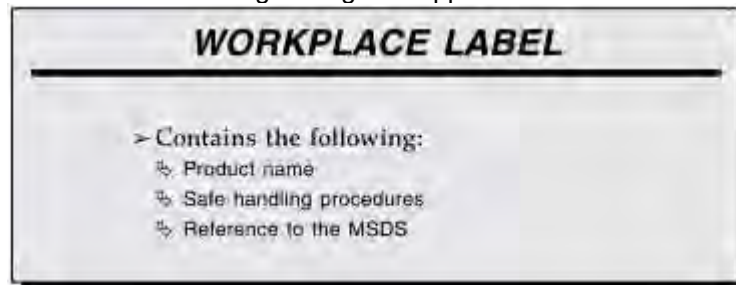 WORKPLACE LABEL
➢ Contains the following:
Product name
Safe handling procedures
Reference to the MSDS